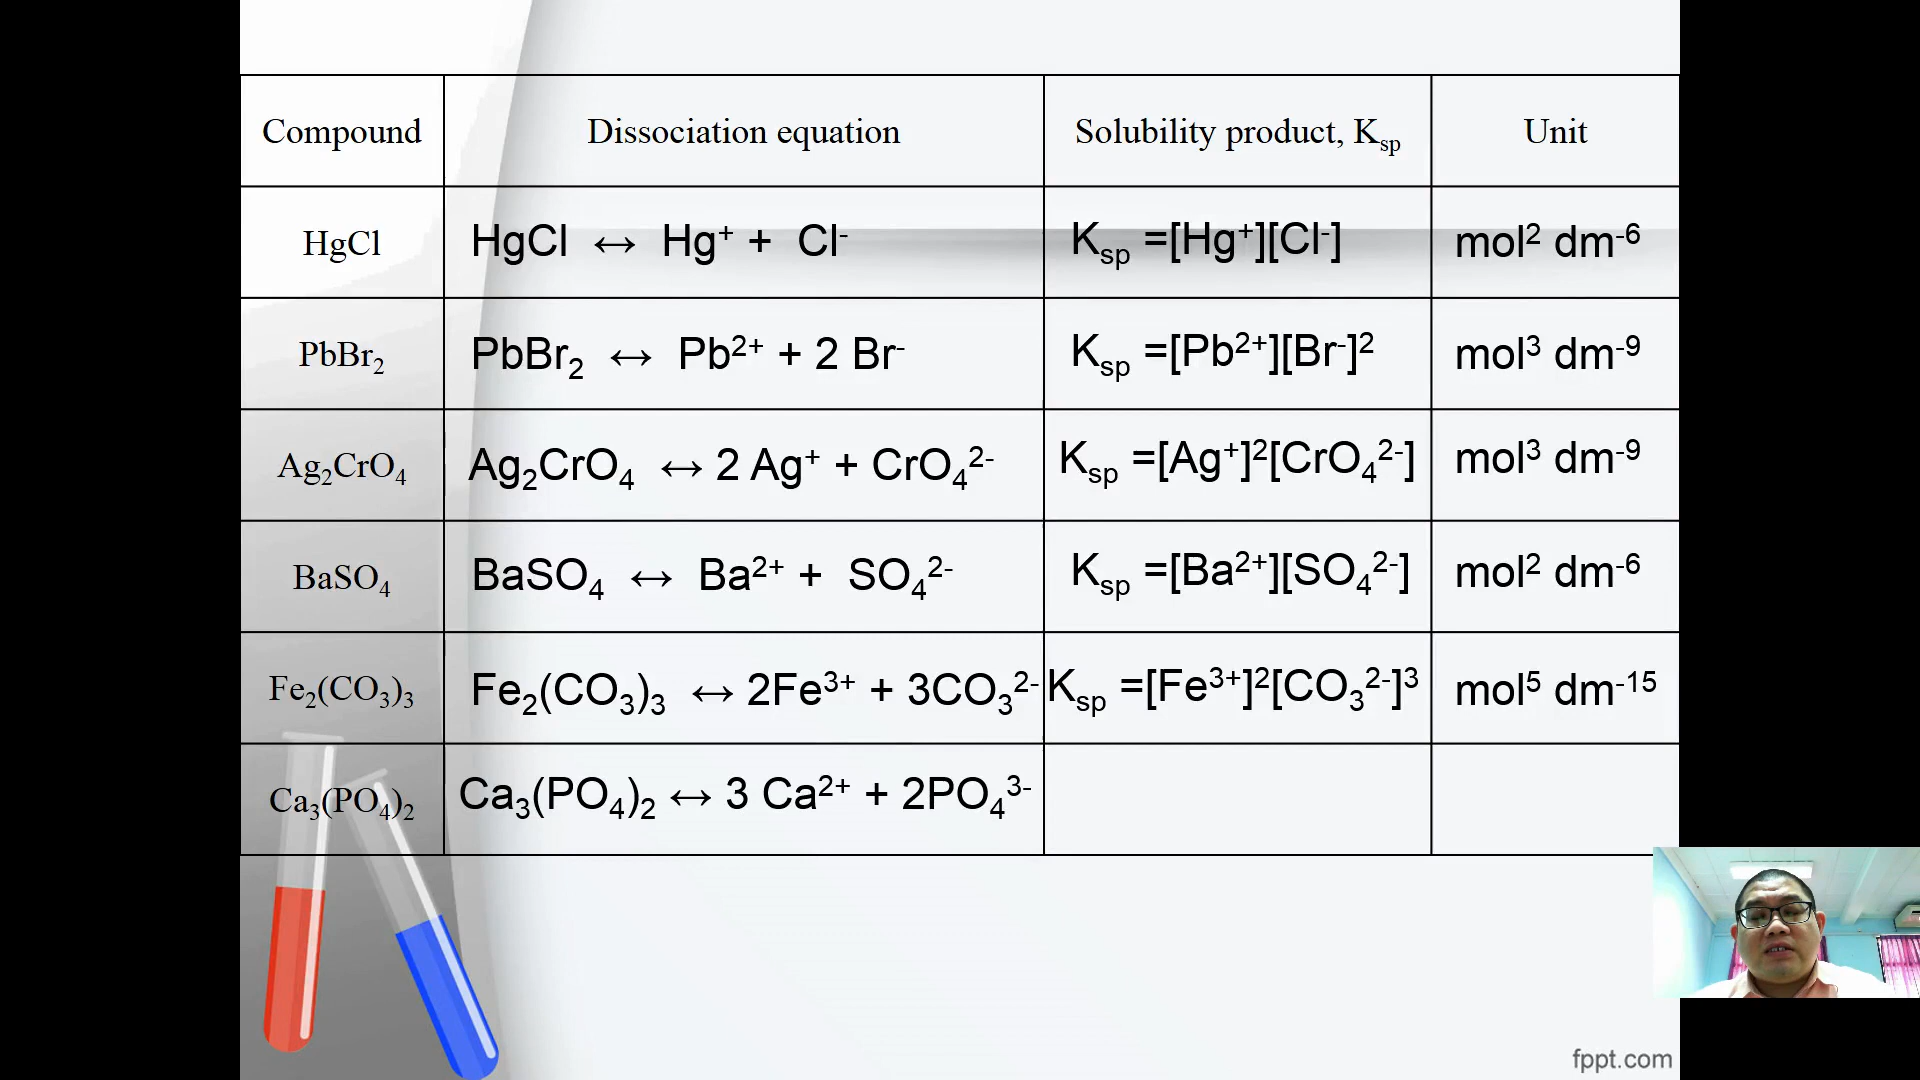 Compound Dissociation equation Solubility product, Kₛₚ Unit
HgCl HgCl ↔ Hg⁺ + Cl⁻ Kₛₚ =[Hg⁺][Cl⁻] mol² dm⁻⁶
PbBr₂ PbBr₂ ↔ Pb²⁺ + 2 Br⁻ Kₛₚ =[Pb²⁺][Br⁻]² mol³ dm⁻⁹
Ag₂CrO₄ Ag₂CrO₄ ↔ 2 Ag⁺ + CrO₄²⁻ Kₛₚ =[Ag⁺]²[CrO₄²⁻] mol³ dm⁻⁹
BaSO₄ BaSO₄ ↔ Ba²⁺ + SO₄²⁻ Kₛₚ =[Ba²⁺][SO₄²⁻] mol² dm⁻⁶
Fe₂(CO₃)₃ Fe₂(CO₃)₃ ↔ 2Fe³⁺ + 3CO₃²⁻ Kₛₚ =[Fe³⁺]²[CO₃²⁻]³ mol⁵ dm⁻¹⁵
Ca₃(PO₄)₂ Ca₃(PO₄)₂ ↔ 3 Ca²⁺ + 2PO₄³⁻
fppt.com